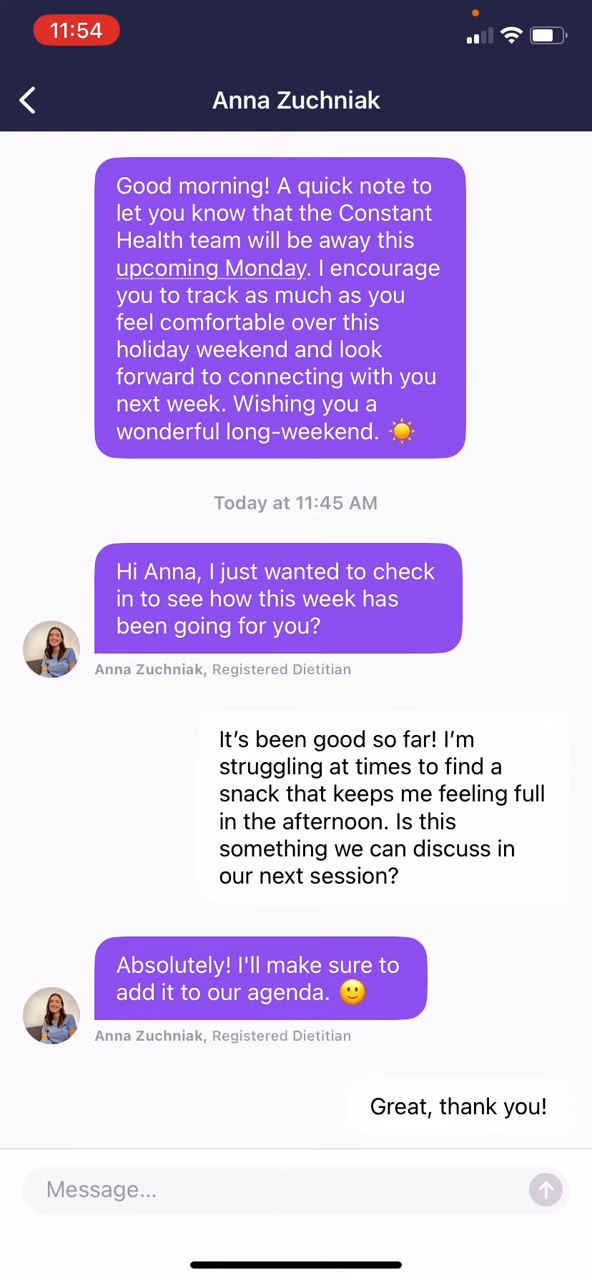 11:54
Anna Zuchniak
Good morning! A quick note to
let you know that the Constant
Health team will be away this
upcoming Monday. I encourage
you to track as much as you
feel comfortable over this
holiday weekend and look
forward to connecting with you
next week. Wishing you a
wonderful long-weekend. ☀️
Today at 11:45 AM
Hi Anna, I just wanted to check
in to see how this week has
been going for you?
Anna Zuchniak, Registered Dietitian
It’s been good so far! I’m
struggling at times to find a
snack that keeps me feeling full
in the afternoon. Is this
something we can discuss in
our next session?
Absolutely! I'll make sure to
add it to our agenda. 🙂
Anna Zuchniak, Registered Dietitian
Great, thank you!
Message...